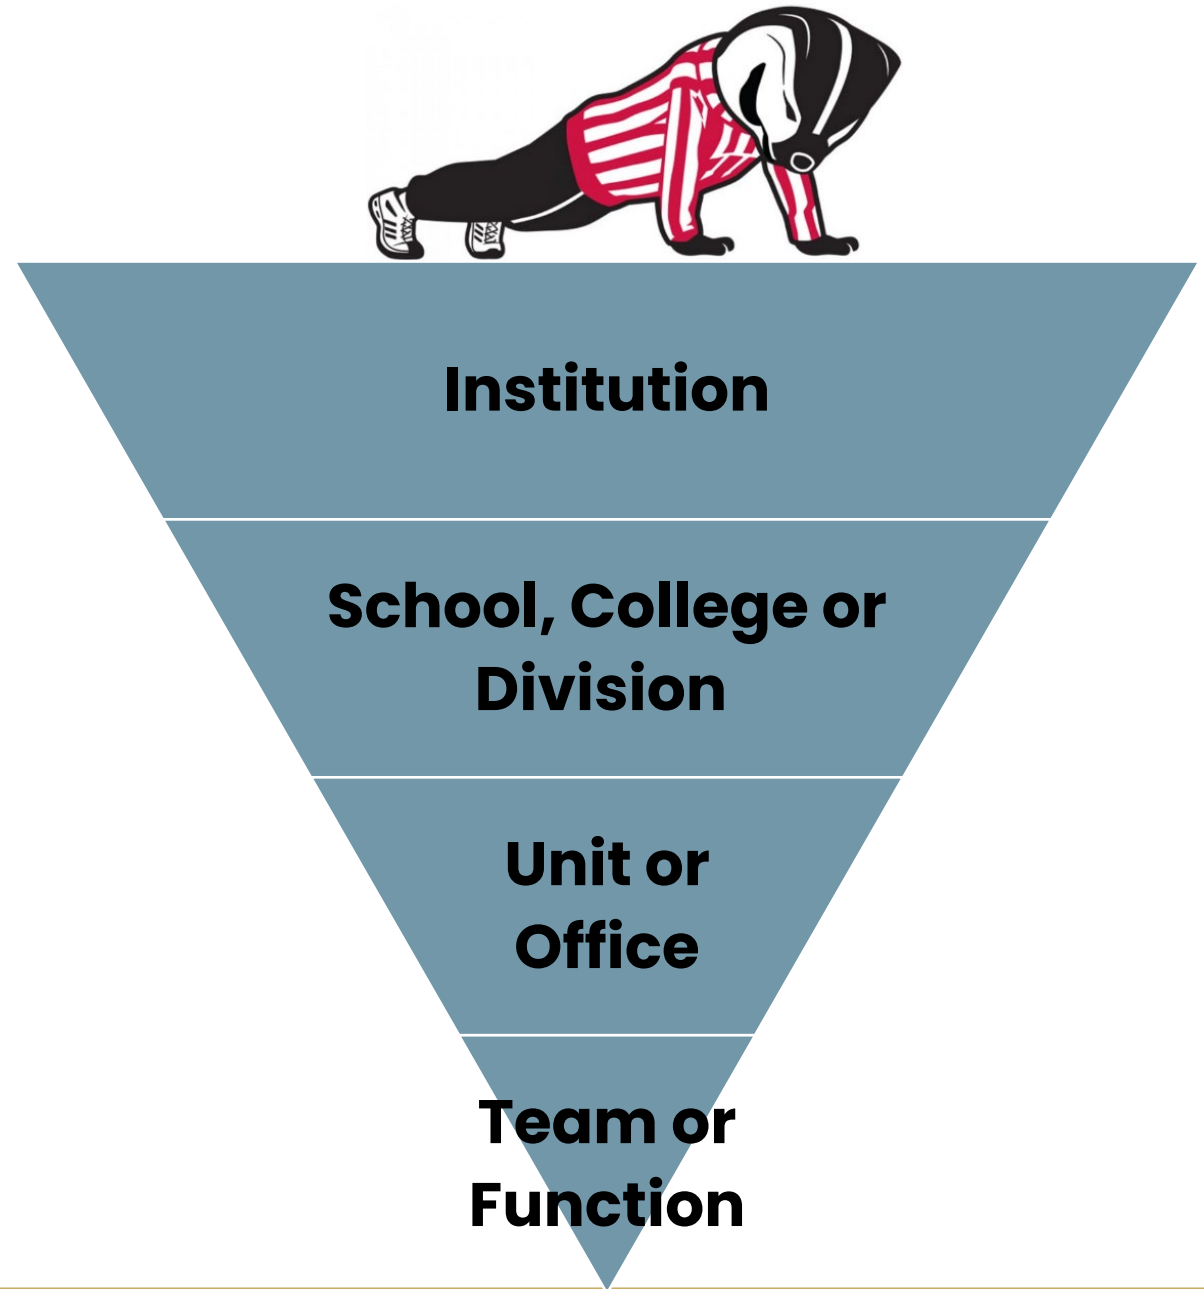 Institution
School, College or
Division
Unit or
Office
Team or
Function